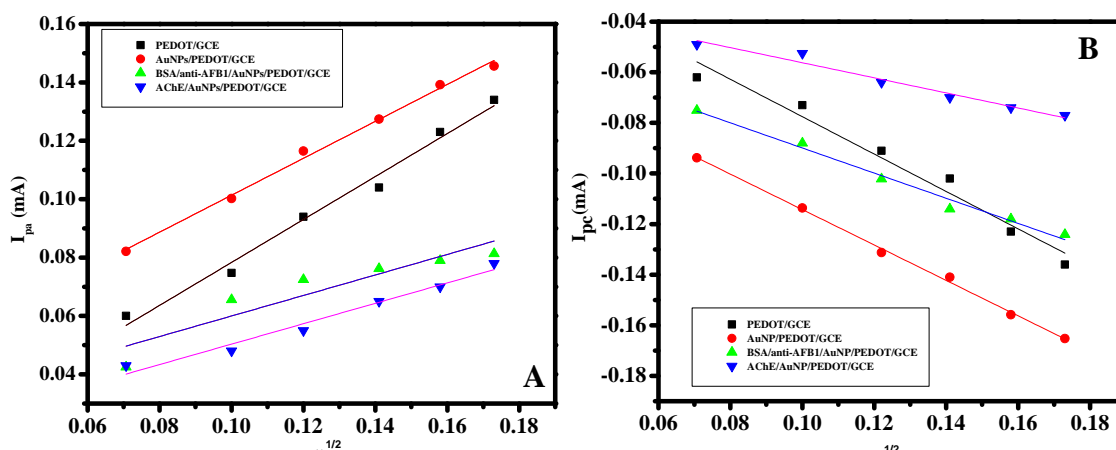 0.16
0.14
0.12
0.10
0.08
0.06
0.04
I pa (mA)
PEDOT/GCE
AuNPs/PEDOT/GCE
BSA/anti-AFB1/AuNPs/PEDOT/GCE
AChE/AuNPs/PEDOT/GCE
A
0.06 0.08 0.10 0.12 0.14 0.16 0.18
1/2
-0.04
-0.06
-0.08
-0.10
-0.12
-0.14
-0.16
-0.18
Ipc(mA)
B
PEDOT/GCE
AuNP/PEDOT/GCE
BSA/anti-AFB1/AuNP/PEDOT/GCE
AChE/AuNP/PEDOT/GCE
0.06 0.08 0.10 0.12 0.14 0.16 0.18
1/2